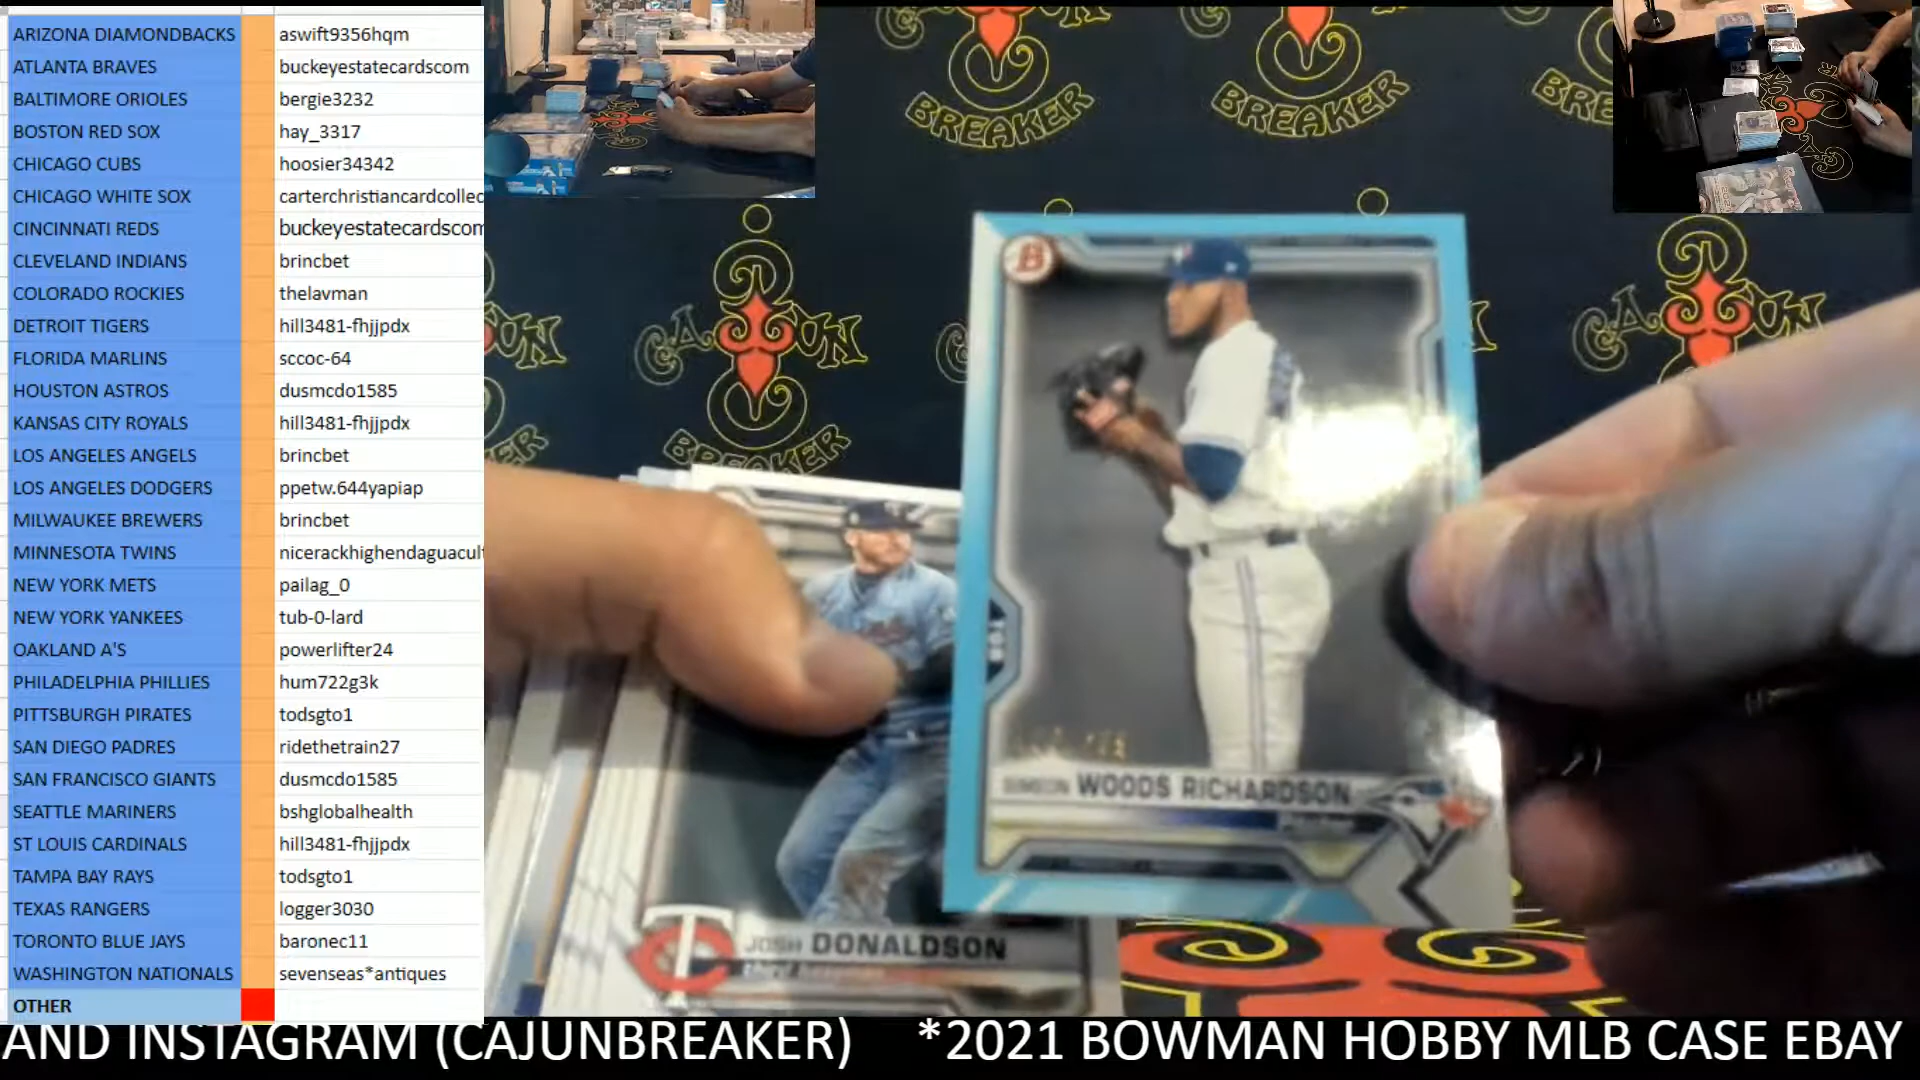 ARIZONA DIAMONDBACKS aswift9356hqm
ATLANTA BRAVES buckeyestatecardscom
BALTIMORE ORIOLES bergie3232
BOSTON RED SOX hay_3317
CHICAGO CUBS hoosier34342
CHICAGO WHITE SOX carterchristiancardcollec
CINCINNATI REDS buckeyestatecardscom
CLEVELAND INDIANS brincbet
COLORADO ROCKIES thelavman
DETROIT TIGERS hill3481-fhjjpdx
FLORIDA MARLINS sccoc-64
HOUSTON ASTROS dusmcdo1585
KANSAS CITY ROYALS hill3481-fhjjpdx
LOS ANGELES ANGELS brincbet
LOS ANGELES DODGERS ppetw.644yapiap
MILWAUKEE BREWERS brincbet
MINNESOTA TWINS nicerackhighendaguacult
NEW YORK METS pailag_0
NEW YORK YANKEES tub-0-lard
OAKLAND A'S powerlifter24
PHILADELPHIA PHILLIES hum722g3k
PITTSBURGH PIRATES todsgto1
SAN DIEGO PADRES ridethetrain27
SAN FRANCISCO GIANTS dusmcdo1585
SEATTLE MARINERS bshglobalhealth
ST LOUIS CARDINALS hill3481-fhjjpdx
TAMPA BAY RAYS todsgto1
TEXAS RANGERS logger3030
TORONTO BLUE JAYS baronec11
WASHINGTON NATIONALS sevenseas*antiques
OTHER
BREAKER
BREAKER
BRE
CAJUN
BREAKER
CAJUN
B
SIMEON WOODS RICHARDSON
JOSH DONALDSON
AND INSTAGRAM (CAJUNBREAKER) *2021 BOWMAN HOBBY MLB CASE EBAY